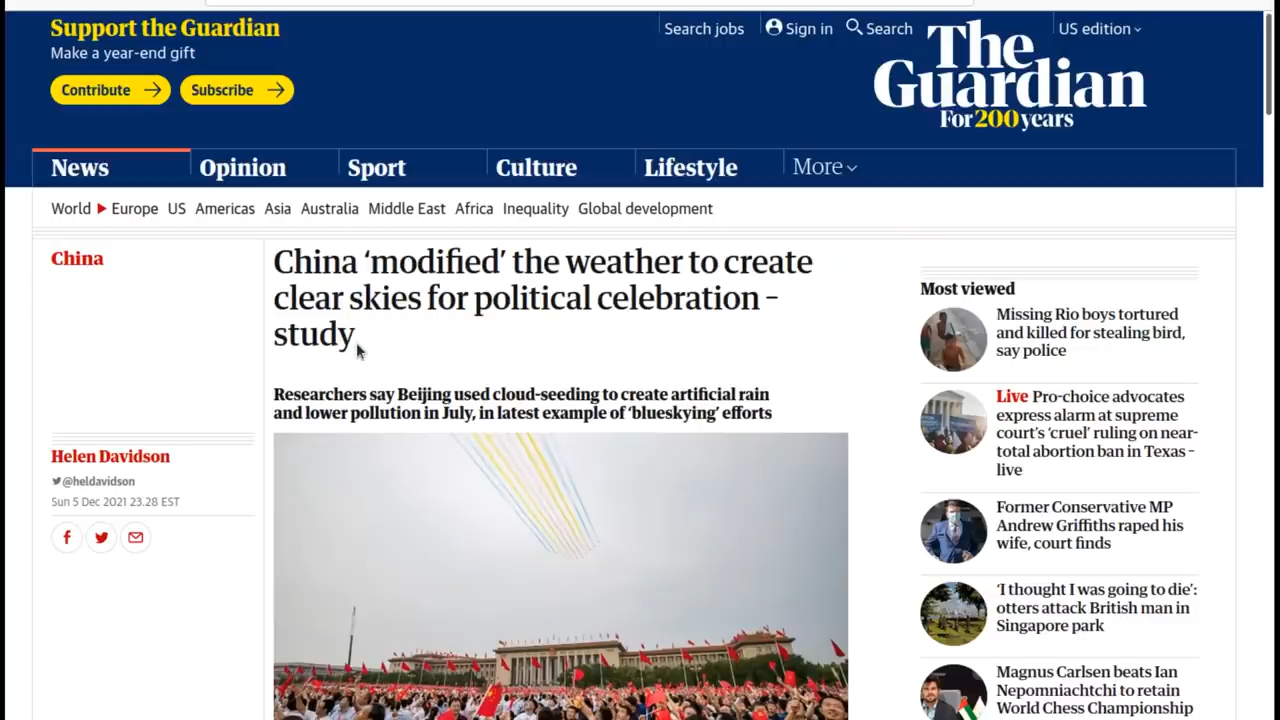 Support the Guardian
Make a year-end gift
Contribute
Subscribe
Search jobs
Sign in
Search
US edition
The
Guardian
For 200 years
News
Opinion
Sport
Culture
Lifestyle
More
World
Europe
US
Americas
Asia
Australia
Middle East
Africa
Inequality
Global development
China
China ‘modified’ the weather to create
clear skies for political celebration –
study
Researchers say Beijing used cloud-seeding to create artificial rain
and lower pollution in July, in latest example of ‘blueskying’ efforts
Helen Davidson
@heldavidson
Sun 5 Dec 2021 23.28 EST
Most viewed
Missing Rio boys tortured
and killed for stealing bird,
say police
Live Pro-choice advocates
express alarm at supreme
court’s ‘cruel’ ruling on near-
total abortion ban in Texas –
live
Former Conservative MP
Andrew Griffiths raped his
wife, court finds
‘I thought I was going to die’:
otters attack British man in
Singapore park
Magnus Carlsen beats Ian
Nepomniachtchi to retain
World Chess Championship